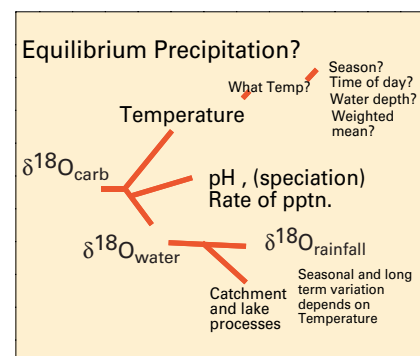 Equilibrium Precipitation?
What Temp?
Season?
Time of day?
Water depth?
Weighted
mean?
Temperature
δ18Ocarb
pH , (speciation)
Rate of pptn.
δ18Owater
δ18Orainfall
Catchment
and lake
processes
Seasonal and long
term variation
depends on
Temperature